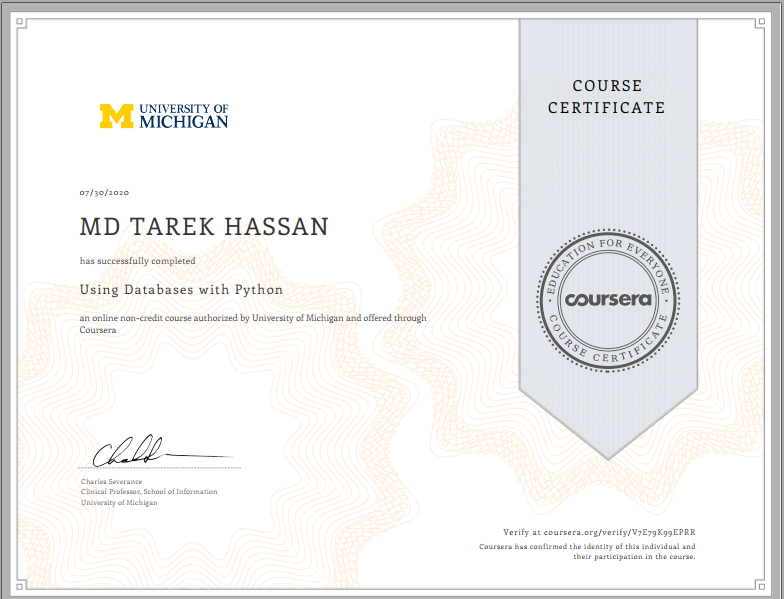 COURSE
CERTIFICATE
UNIVERSITY OF
MICHIGAN
07/30/2020
MD TAREK HASSAN
has successfully completed
Using Databases with Python
an online non-credit course authorized by University of Michigan and offered through
Coursera
EDUCATION FOR EVERYONE
coursera
COURSE CERTIFICATE
Charles Severance
Clinical Professor, School of Information
University of Michigan
Verify at coursera.org/verify/V7E79K99EPRR
Coursera has confirmed the identity of this individual and
their participation in the course.